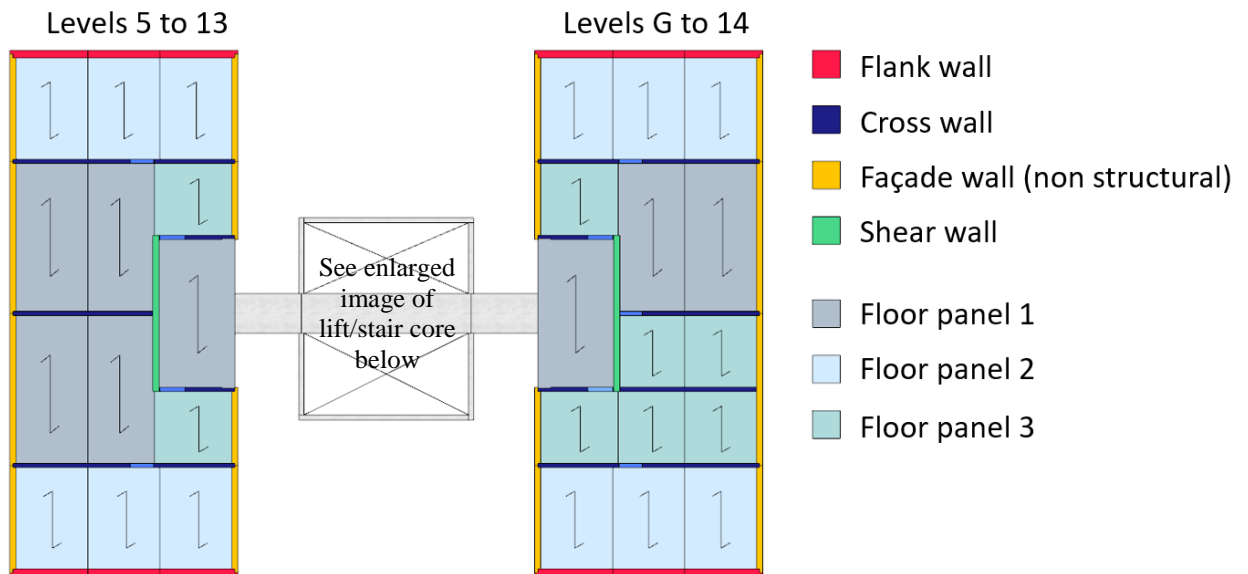 Levels 5 to 13
Levels G to 14
Flank wall
Cross wall
Façade wall (non structural)
Shear wall
Floor panel 1
Floor panel 2
Floor panel 3
See enlarged
image of
lift/stair core
below